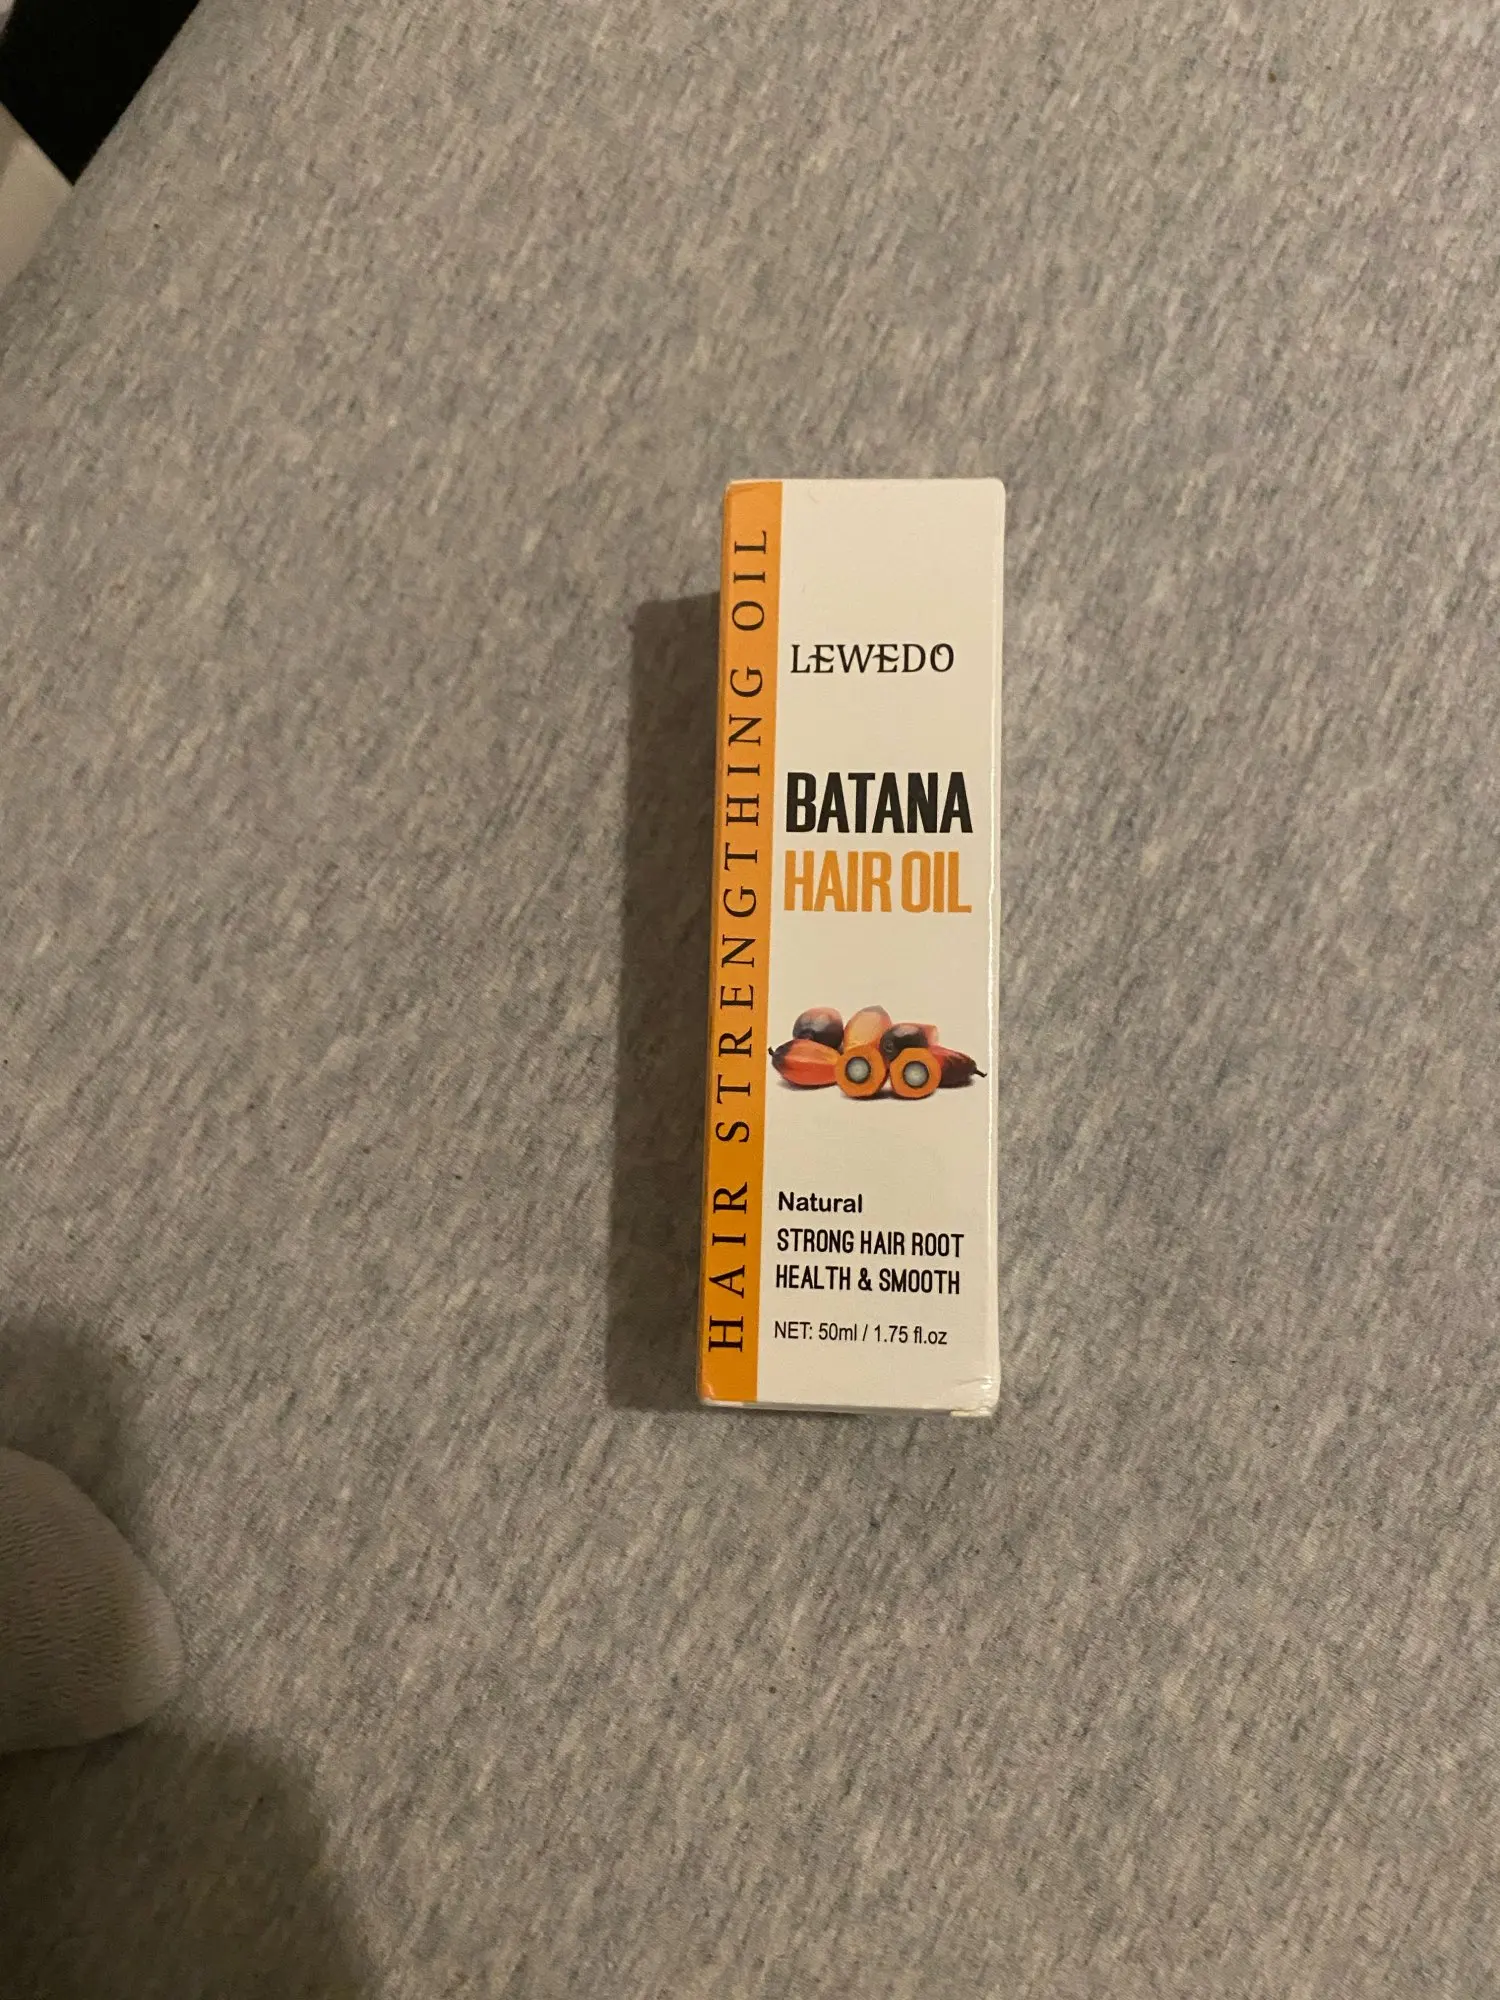 HAIR STRENGTHING OIL
LEWEDO
BATANA
HAIR OIL
Natural
STRONG HAIR ROOT
HEALTH & SMOOTH
NET: 50ml / 1.75 fl.oz